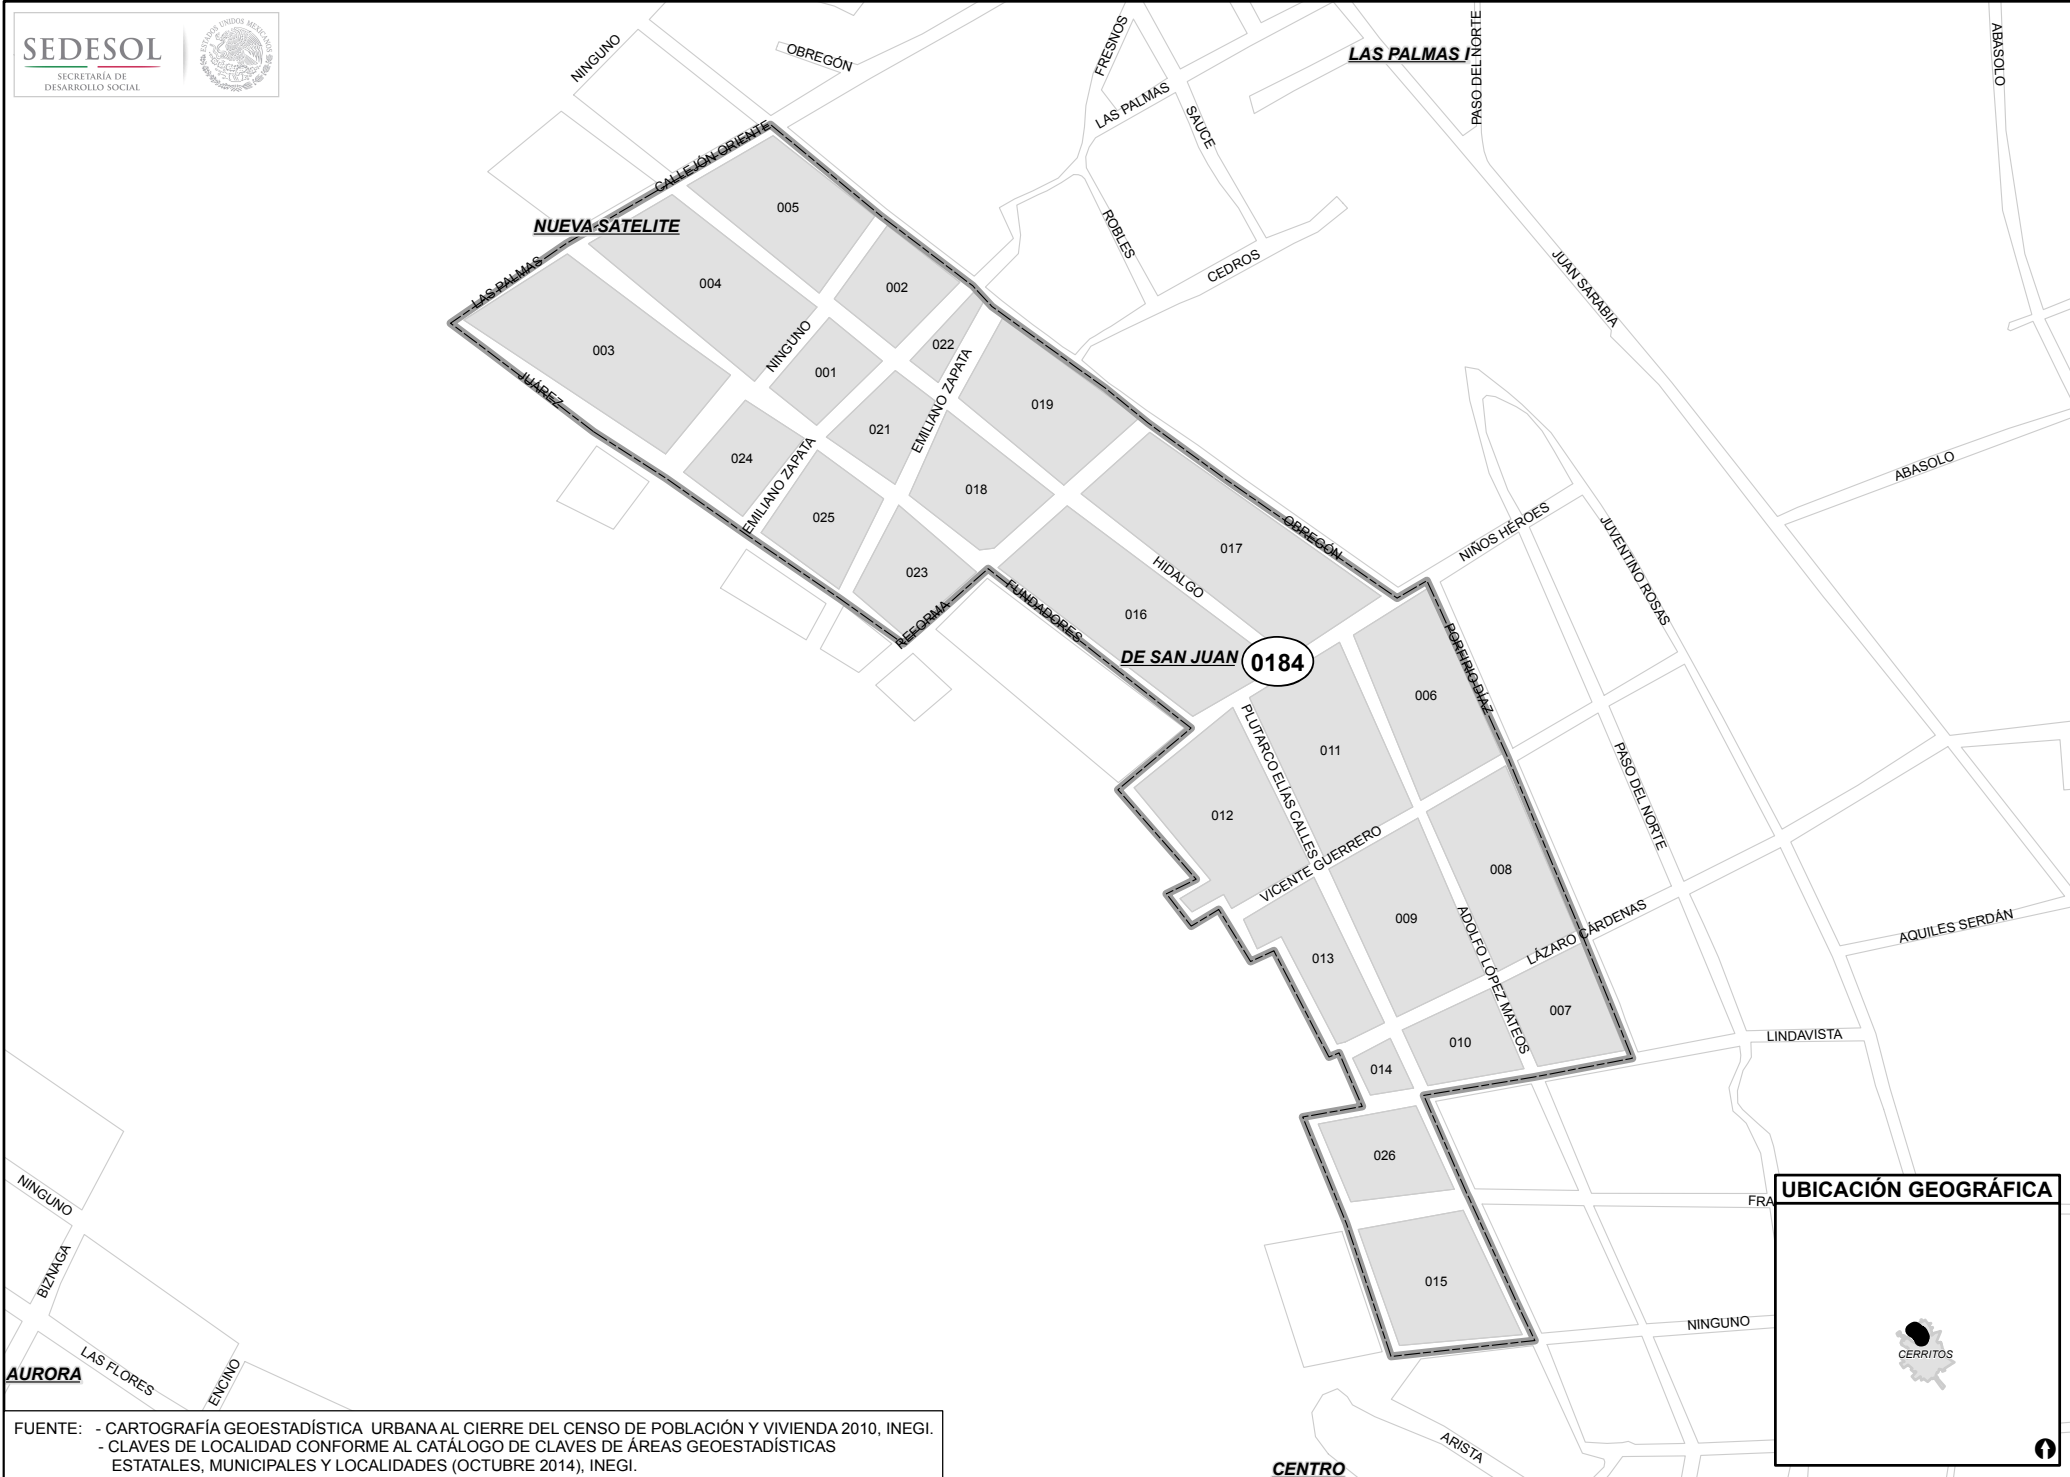 SEDESOL
SECRETARÍA DE
DESARROLLO SOCIAL
ESTADOS UNIDOS MEXICANOS
NINGUNO
OBREGÓN
FRESNOS
LAS PALMAS I
PASO DEL NORTE
ABASOLO
LAS PALMAS
SAUCE
CALLEJÓN ORIENTE
005
NUEVA SATELITE
ROBLES
CEDROS
JUAN SARABIA
LAS PALMAS
004
002
NINGUNO
022
003
001
EMILIANO ZAPATA
JUÁREZ
019
021
024
EMILIANO ZAPATA
ABASOLO
018
025
OBREGÓN
NIÑOS HÉROES
JUVENTINO ROSAS
017
023
HIDALGO
FUNDADORES
REFORMA
016
DE SAN JUAN
0184
PORFIRIO DÍAZ
006
PLUTARCO ELÍAS CALLES
011
PASO DEL NORTE
012
VICENTE GUERRERO
008
009
ADOLFO LÓPEZ MATEOS
LÁZARO CÁRDENAS
AQUILES SERDÁN
013
007
010
LINDAVISTA
014
026
NINGUNO
FRA
BIZNAGA
015
NINGUNO
LAS FLORES
ENCINO
AURORA
ARISTA
CENTRO
UBICACIÓN GEOGRÁFICA
CERRITOS
FUENTE: - CARTOGRAFÍA GEOESTADÍSTICA URBANA AL CIERRE DEL CENSO DE POBLACIÓN Y VIVIENDA 2010, INEGI.
- CLAVES DE LOCALIDAD CONFORME AL CATÁLOGO DE CLAVES DE ÁREAS GEOESTADÍSTICAS
ESTATALES, MUNICIPALES Y LOCALIDADES (OCTUBRE 2014), INEGI.